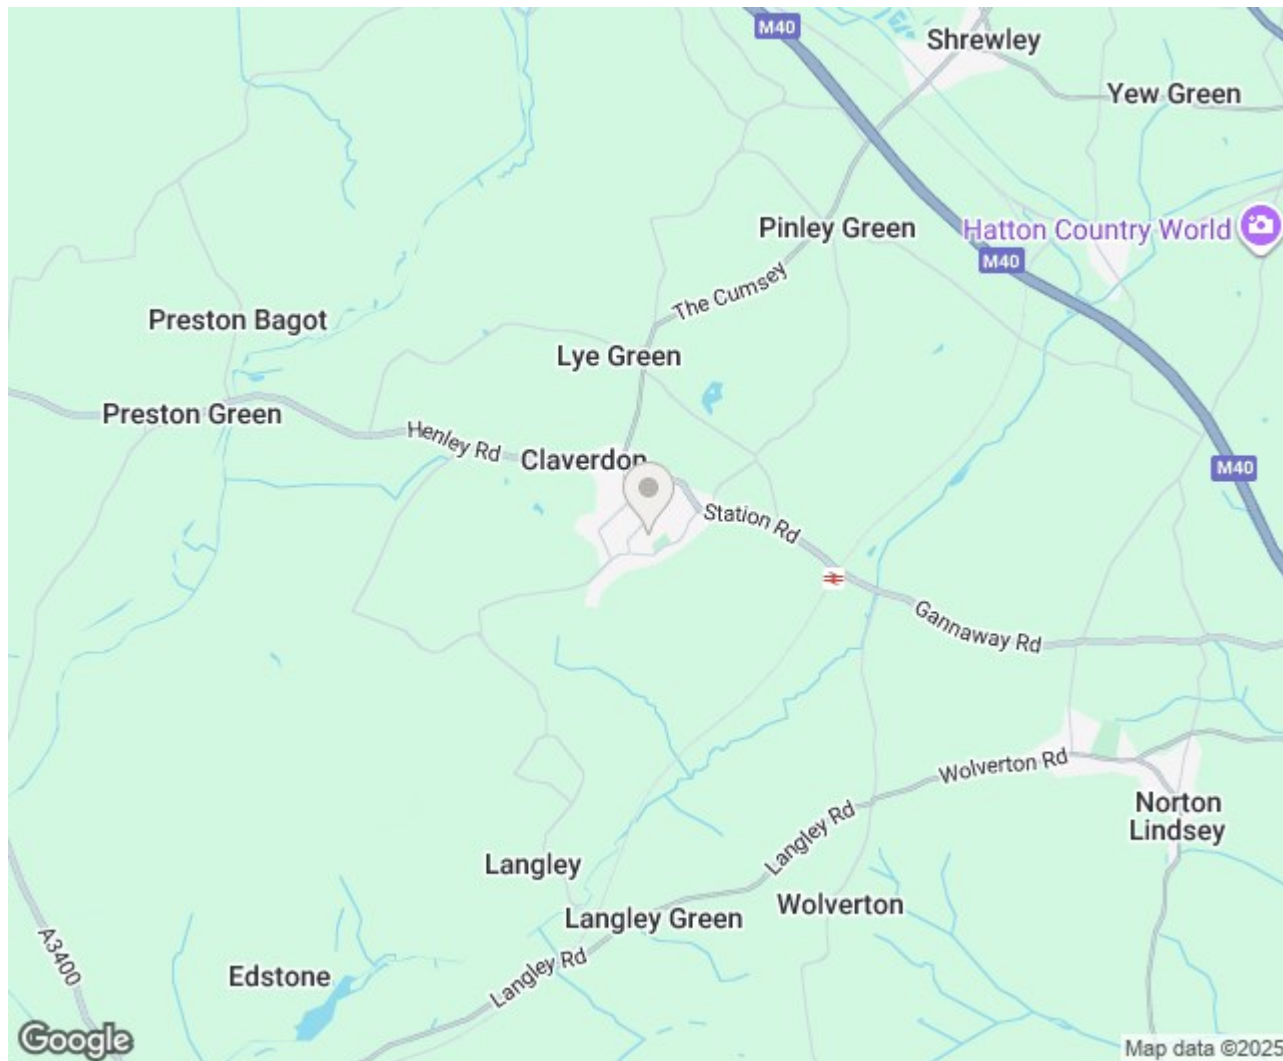 M40
Shrewley
Yew Green
Pinley Green
Hatton Country World
M40
The Cumsey
Preston Bagot
Lye Green
Preston Green
Henley Rd
Claverdon
M40
Station Rd
Gannaway Rd
Wolverton Rd
Norton
Lindsey
Langley Rd
Langley
Wolverton
Langley Green
A3400
Edstone
Langley Rd
Google
Map data ©2025